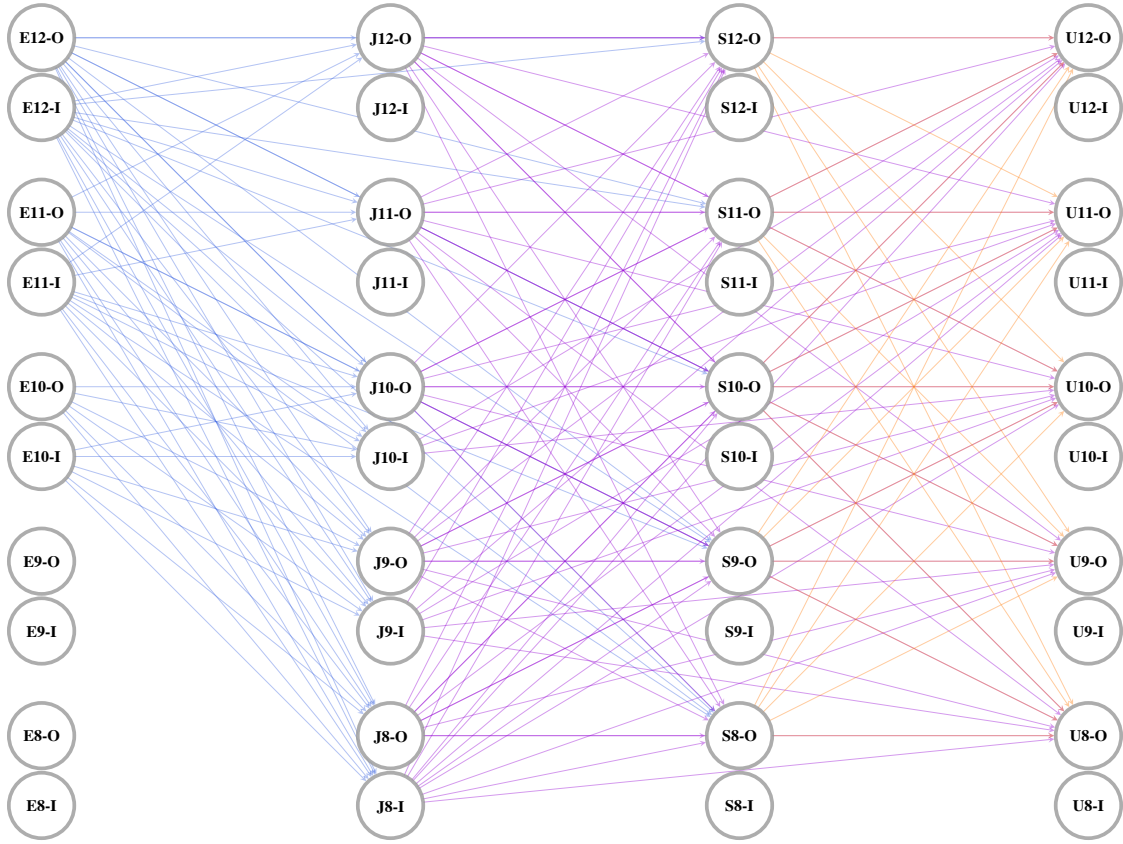 E12-O J12-O S12-O U12-O
E12-I J12-I S12-I U12-I
E11-O J11-O S11-O U11-O
E11-I J11-I S11-I U11-I
E10-O J10-O S10-O U10-O
E10-I J10-I S10-I U10-I
E9-O J9-O S9-O U9-O
E9-I J9-I S9-I U9-I
E8-O J8-O S8-O U8-O
E8-I J8-I S8-I U8-I